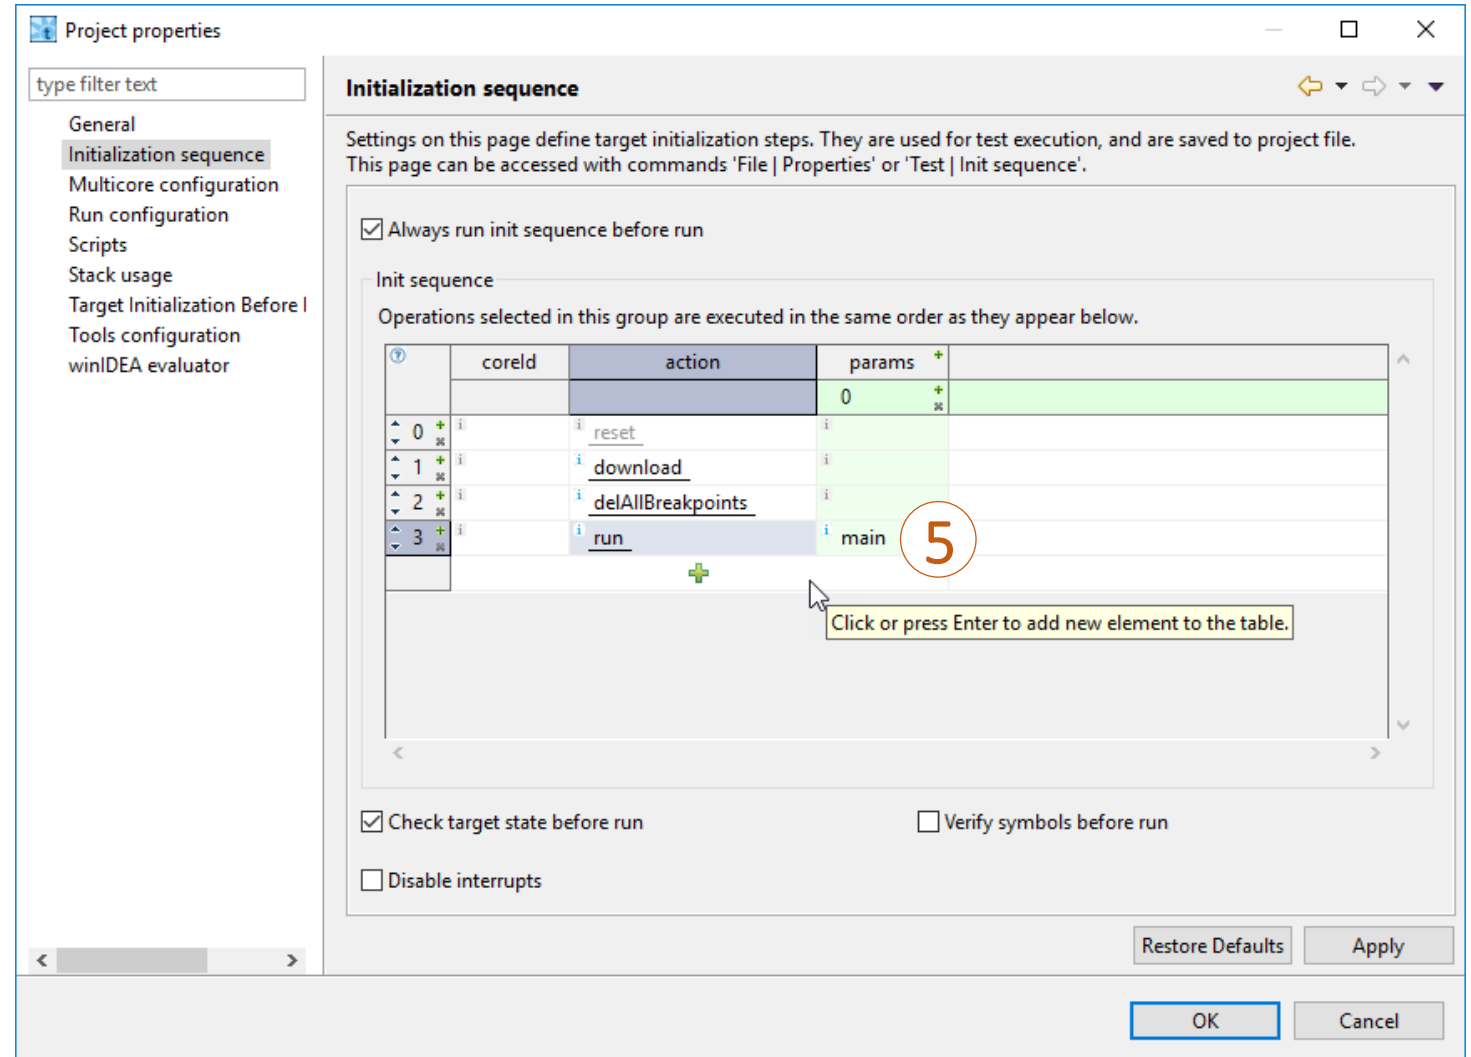 Project properties
type filter text
General
Initialization sequence
Multicore configuration
Run configuration
Scripts
Stack usage
Target Initialization Before
Tools configuration
winIDEA evaluator
Initialization sequence
Settings on this page define target initialization steps. They are used for test execution, and are saved to project file.
This page can be accessed with commands 'File | Properties' or 'Test | Init sequence'.
Always run init sequence before run
Init sequence
Operations selected in this group are executed in the same order as they appear below.
coreId action params
0
0 reset
1 download
2 delAllBreakpoints
3 run main
5
Click or press Enter to add new element to the table.
Check target state before run
Verify symbols before run
Disable interrupts
Restore Defaults Apply
OK Cancel